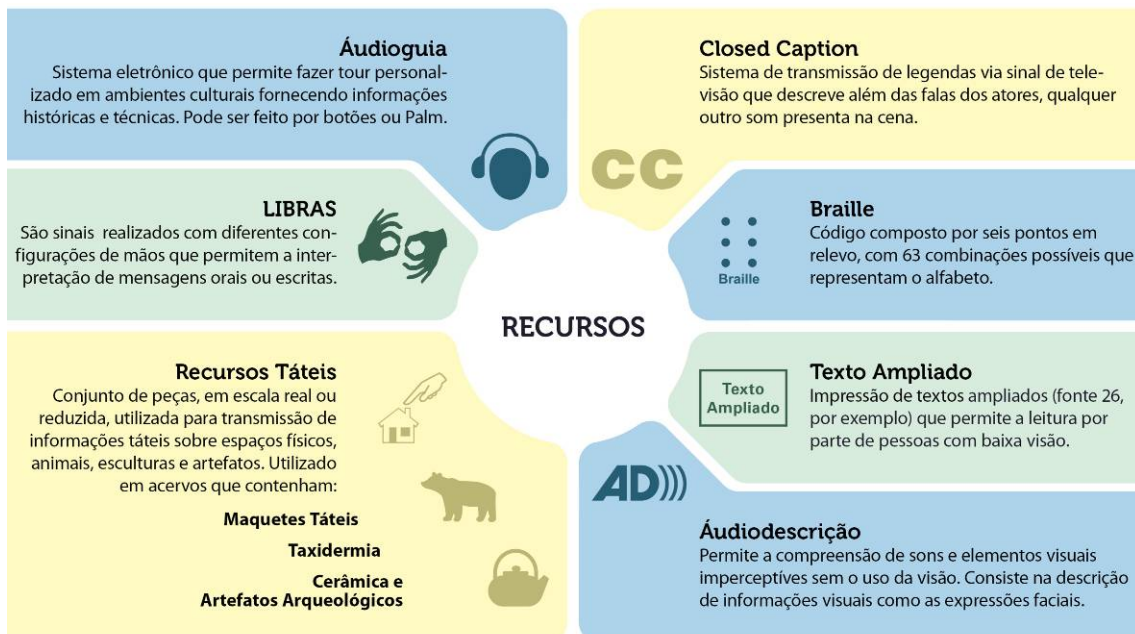 Áudioguia
Sistema eletrônico que permite fazer tour personal-
izado em ambientes culturais fornecendo informações
históricas e técnicas. Pode ser feito por botões ou Palm.
Closed Caption
Sistema de transmissão de legendas via sinal de tele-
visão que descreve além das falas dos atores, qualquer
outro som presenta na cena.
CC
LIBRAS
São sinais realizados com diferentes con-
figurações de mãos que permitem a inter-
pretação de mensagens orais ou escritas.
Braille
Braille
Código composto por seis pontos em
relevo, com 63 combinações possíveis que
representam o alfabeto.
RECURSOS
Recursos Táteis
Conjunto de peças, em escala real ou
reduzida, utilizada para transmissão de
informações táteis sobre espaços físicos,
animais, esculturas e artefatos. Utilizado
em acervos que contenham:
Maquetes Táteis
Taxidermia
Cerâmica e
Artefatos Arqueológicos
Texto
Ampliado
Texto Ampliado
Impressão de textos ampliados (fonte 26,
por exemplo) que permite a leitura por
parte de pessoas com baixa visão.
AD
Áudiodescrição
Permite a compreensão de sons e elementos visuais
imperceptíves sem o uso da visão. Consiste na descrição
de informações visuais como as expressões faciais.